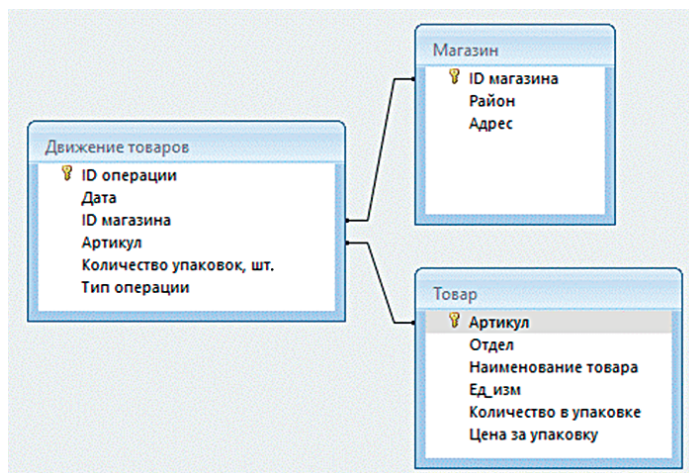 Магазин
ID магазина
Район
Адрес
Движение товаров
ID операции
Дата
ID магазина
Артикул
Количество упаковок, шт.
Тип операции
Товар
Артикул
Отдел
Наименование товара
Ед_изм
Количество в упаковке
Цена за упаковку